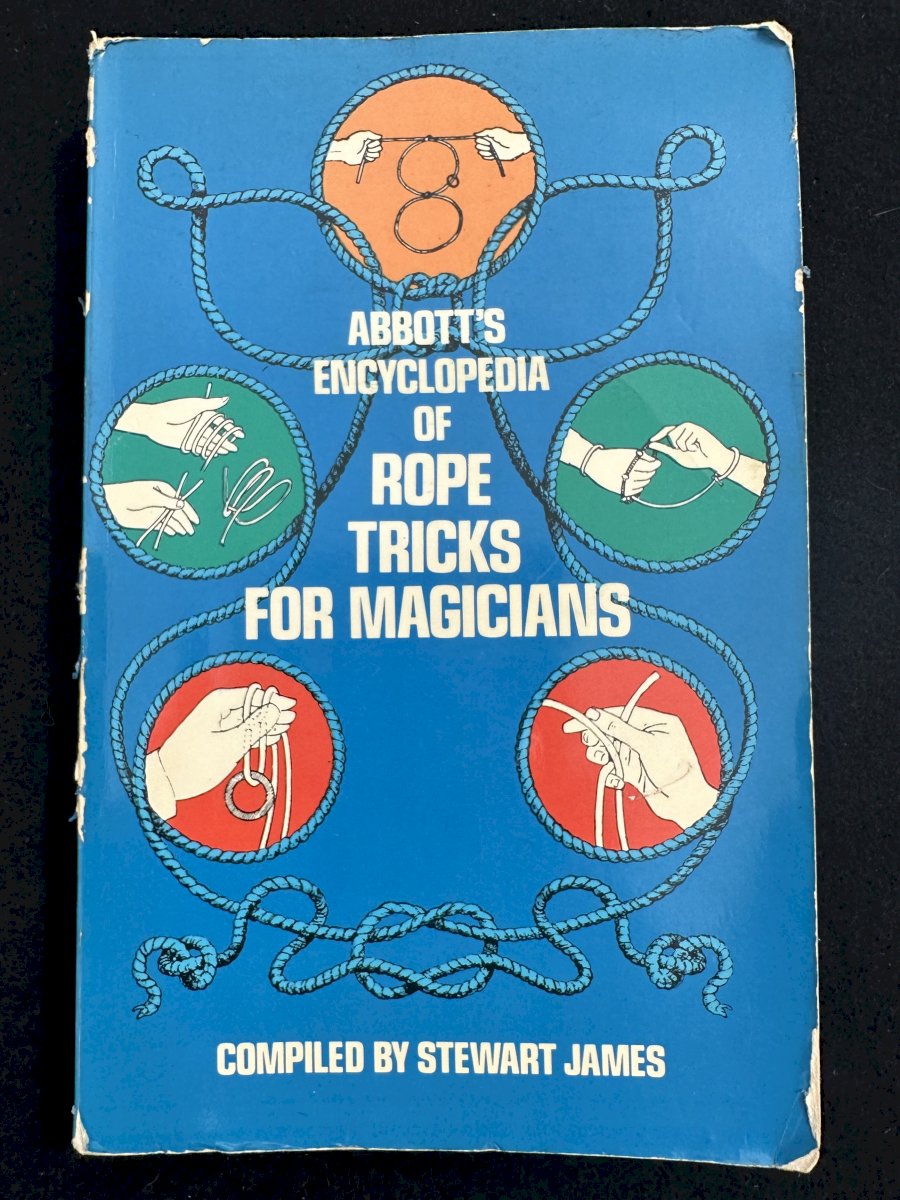 ABBOTT'S
ENCYCLOPEDIA
OF
ROPE
TRICKS
FOR MAGICIANS
COMPILED BY STEWART JAMES